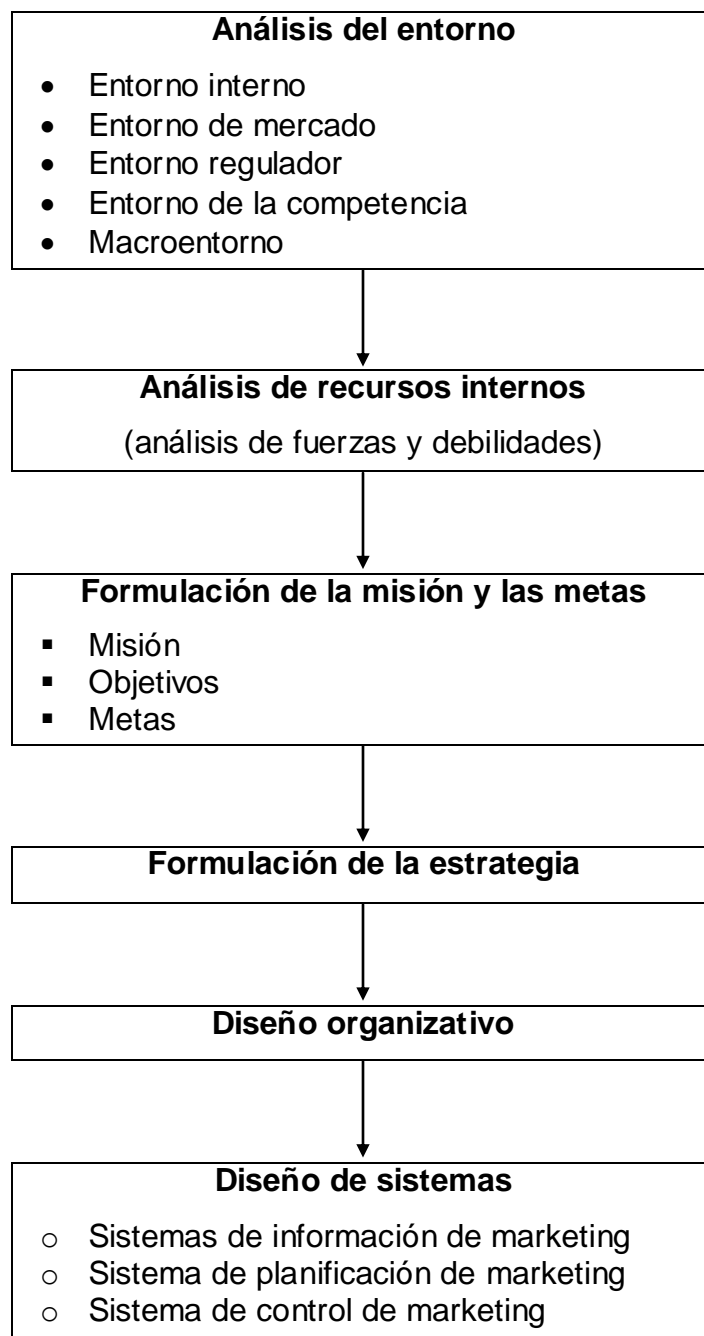 Análisis del entorno
• Entorno interno
• Entorno de mercado
• Entorno regulador
• Entorno de la competencia
• Macroentorno
Análisis de recursos internos
(análisis de fuerzas y debilidades)
Formulación de la misión y las metas
▪ Misión
▪ Objetivos
▪ Metas
Formulación de la estrategia
Diseño organizativo
Diseño de sistemas
o Sistemas de información de marketing
o Sistema de planificación de marketing
o Sistema de control de marketing